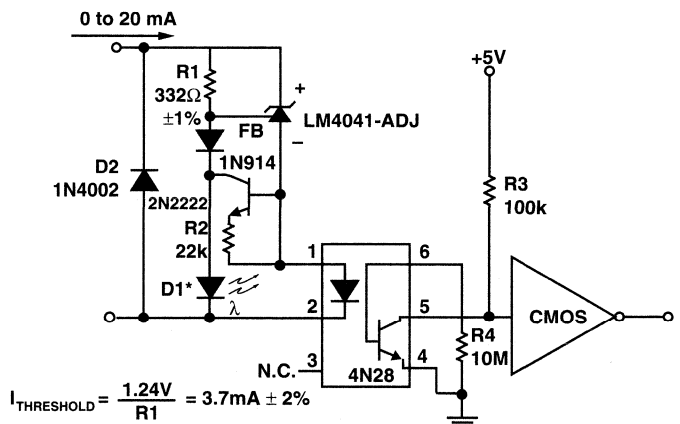 0 to 20 mA
+5V
R1
332Ω
±1%
+
FB
LM4041-ADJ
−
1N914
D2
1N4002
2N2222
R2
22k
R3
100k
1
6
D1*
λ
2
5
CMOS
3
N.C.
4
4N28
R4
10M
I THRESHOLD = 1.24V / R1 = 3.7mA ± 2%